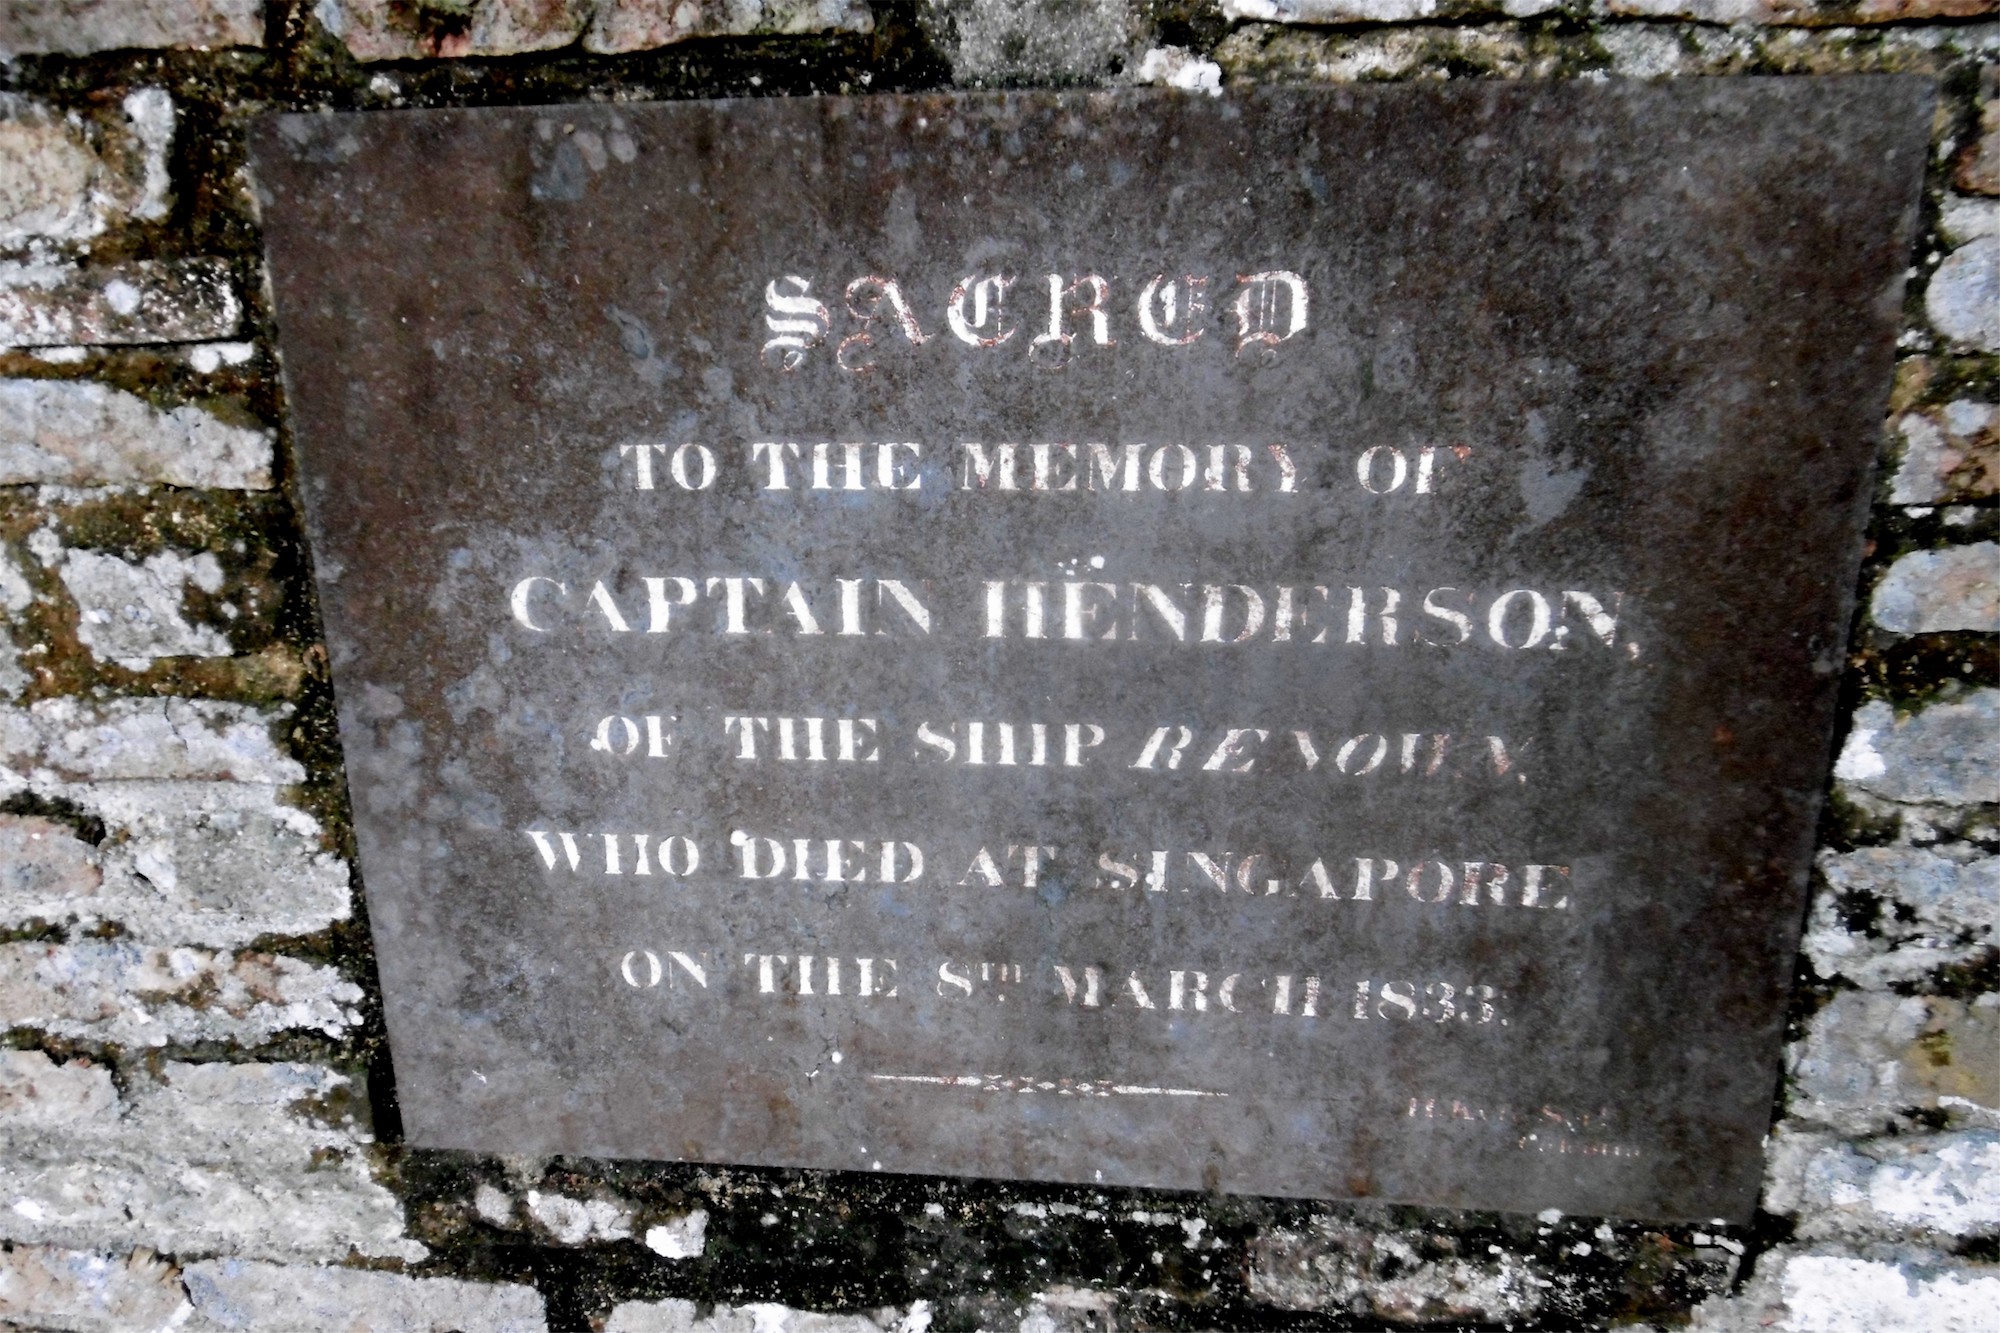 SACRED
TO THE MEMORY OF
CAPTAIN HENDERSON,
OF THE SHIP RENOWN,
WHO DIED AT SINGAPORE
ON THE 8TH MARCH 1833.